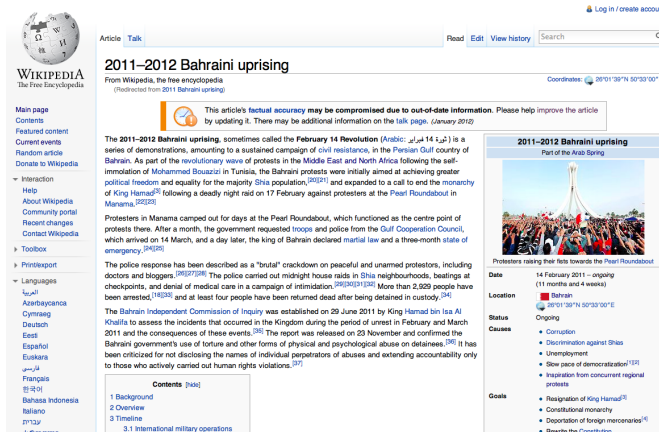 Log in / create accou
Article Talk
Read Edit View history Search
WIKIPEDIA
The Free Encyclopedia
Main page
Contents
Featured content
Current events
Random article
Donate to Wikipedia
Interaction
Help
About Wikipedia
Community portal
Recent changes
Contact Wikipedia
Toolbox
Print/export
Languages
العربية
Azərbaycanca
Cymraeg
Deutsch
Eesti
Español
Euskara
فارسی
Français
한국어
Bahasa Indonesia
Italiano
עברית
2011–2012 Bahraini uprising
From Wikipedia, the free encyclopedia
(Redirected from 2011 Bahraini uprising)
Coordinates: 26°01′39″N 50°33′00″
This article's factual accuracy may be compromised due to out-of-date information. Please help improve the article
by updating it. There may be additional information on the talk page. (January 2012)
The 2011–2012 Bahraini uprising, sometimes called the February 14 Revolution (Arabic: ثورة 14 فبراير) is a
series of demonstrations, amounting to a sustained campaign of civil resistance, in the Persian Gulf country of
Bahrain. As part of the revolutionary wave of protests in the Middle East and North Africa following the self-
immolation of Mohammed Bouazizi in Tunisia, the Bahraini protests were initially aimed at achieving greater
political freedom and equality for the majority Shia population,[20][21] and expanded to a call to end the monarchy
of King Hamad[3] following a deadly night raid on 17 February against protesters at the Pearl Roundabout in
Manama.[22][23]
Protesters in Manama camped out for days at the Pearl Roundabout, which functioned as the centre point of
protests there. After a month, the government requested troops and police from the Gulf Cooperation Council,
which arrived on 14 March, and a day later, the king of Bahrain declared martial law and a three-month state of
emergency.[24][25]
The police response has been described as a "brutal" crackdown on peaceful and unarmed protestors, including
doctors and bloggers.[26][27][28] The police carried out midnight house raids in Shia neighbourhoods, beatings at
checkpoints, and denial of medical care in a campaign of intimidation.[29][30][31][32] More than 2,929 people have
been arrested,[18][33] and at least four people have been returned dead after being detained in custody.[34]
The Bahrain Independent Commission of Inquiry was established on 29 June 2011 by King Hamad bin Isa Al
Khalifa to assess the incidents that occurred in the Kingdom during the period of unrest in February and March
2011 and the consequences of these events.[35] The report was released on 23 November and confirmed the
Bahraini government's use of torture and other forms of physical and psychological abuse on detainees.[36] It has
been criticized for not disclosing the names of individual perpetrators of abuses and extending accountability only
to those who actively carried out human rights violations.[37]
Contents [hide]
1 Background
2 Overview
3 Timeline
3.1 International military operations
2011–2012 Bahraini uprising
Part of the Arab Spring
Protesters raising their fists towards the Pearl Roundabout
Date 14 February 2011 – ongoing
(11 months and 4 weeks)
Location Bahrain
26°01′39″N 50°33′00″E
Status Ongoing
Causes
Corruption
Discrimination against Shias
Unemployment
Slow pace of democratization[1][2]
Inspiration from concurrent regional
protests
Goals
Resignation of King Hamad[3]
Constitutional monarchy
Deportation of foreign mercenaries[4]
Rewrite the Constitution